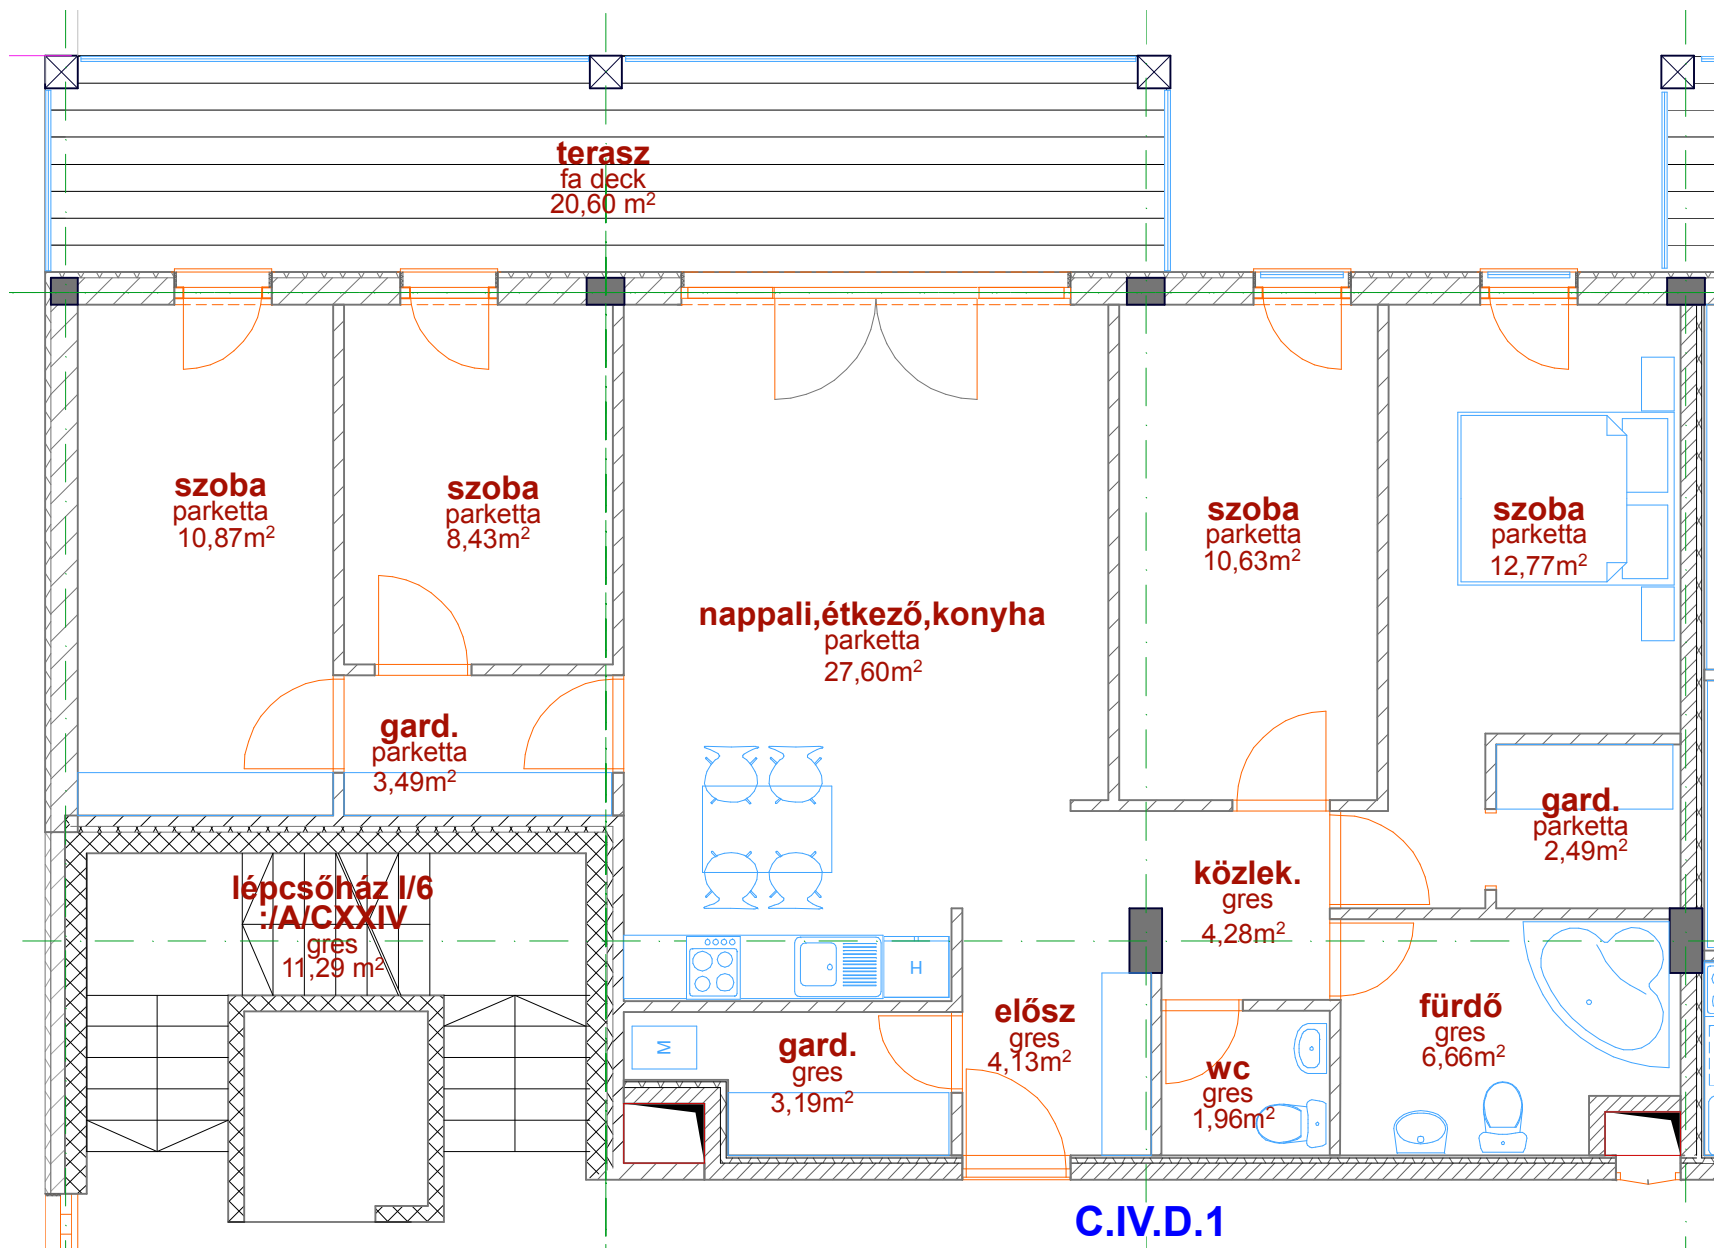 terasz
fa deck
20,60 m²
szoba
parketta
10,87m²
szoba
parketta
8,43m²
szoba
parketta
10,63m²
szoba
parketta
12,77m²
nappali,étkező,konyha
parketta
27,60m²
gard.
parketta
3,49m²
gard.
parketta
2,49m²
lépcsőház I/6
:/A/CXXIV
gres
11,29 m²
közlek.
gres
4,28m²
H
elősz
gres
4,13m²
fürdő
gres
6,66m²
M
gard.
gres
3,19m²
wc
gres
1,96m²
C.IV.D.1